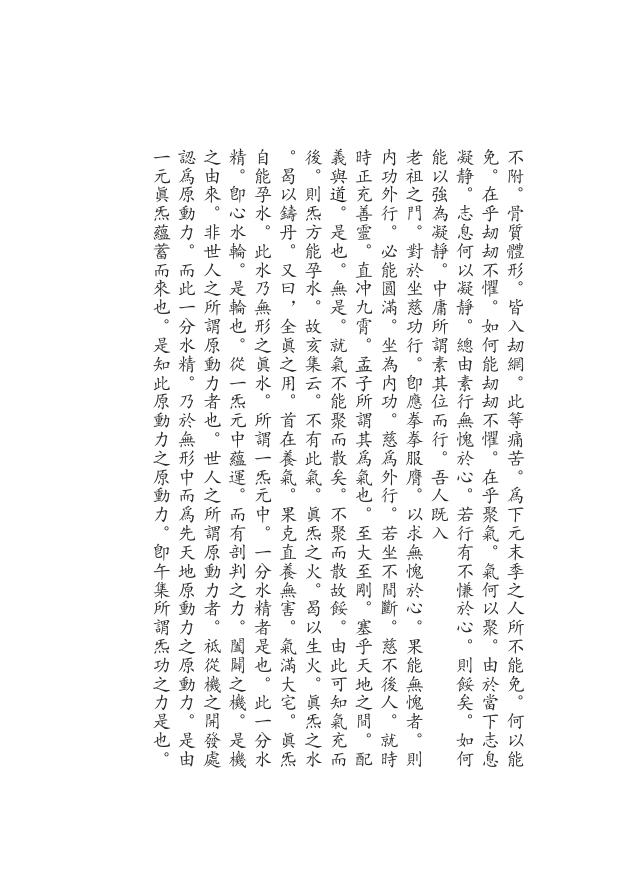 不附。骨質體形。皆入刼網。此等痛苦。爲下元末季之人所不能免。何以能
免。在乎刼刼不懼。如何能刼刼不懼。在乎聚氣。氣何以聚。由於當下志息
凝靜。志息何以凝靜。總由素行無愧於心。若行有不慊於心。則餒矣。如何
能以強為凝靜。中庸所謂素其位而行。吾人既入
老祖之門。對於坐慈功行。卽應拳拳服膺。以求無愧於心。果能無愧者。則
內功外行。必能圓滿。坐為內功。慈爲外行。若坐不間斷。慈不後人。就時
時正充善靈。直冲九霄。孟子所謂其爲氣也。至大至剛。塞乎天地之間。配
義與道。是也。無是。就氣不能聚而散矣。不聚而散故餒。由此可知氣充而
後。則炁方能孕水。故亥集云。不有此氣。眞炁之火。曷以生火。眞炁之水
。曷以鑄丹。又曰，全眞之用。首在養氣。果克直養無害。氣滿大宅。眞炁
自能孕水。此水乃無形之眞水。所謂一炁元中。一分水精者是也。此一分水
精。卽心水輪。是輪也。從一炁元中蘊運。而有剖判之力。闔闢之機。是機
之由來。非世人之所謂原動力者也。世人之所謂原動力者。祗從機之開發處
認爲原動力。而此一分水精。乃於無形中而爲先天地原動力之原動力。是由
一元眞炁蘊蓄而來也。是知此原動力之原動力。卽午集所謂炁功之力是也。